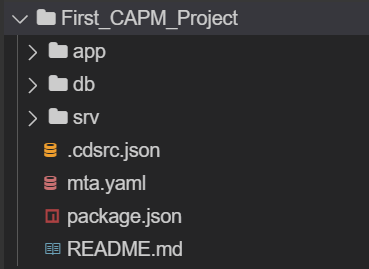 First_CAPM_Project
app
db
srv
.cdsrc.json
mta.yaml
package.json
README.md